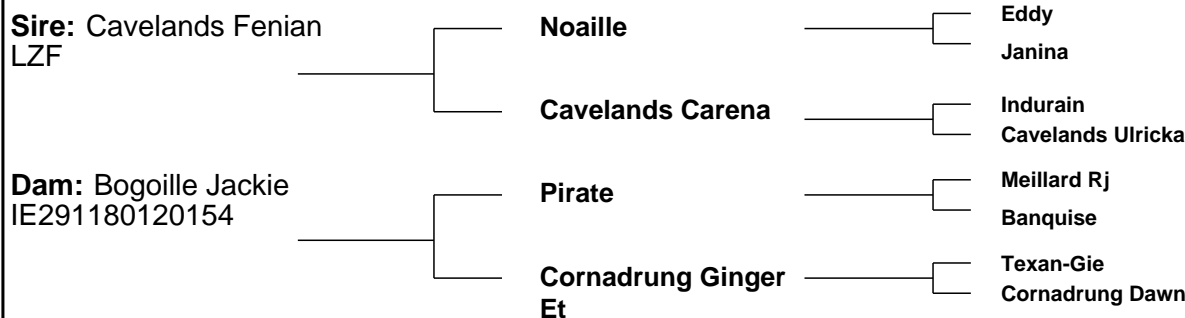 Sire: Cavelands Fenian
LZF
Noaille
Eddy
Janina
Cavelands Carena
Indurain
Cavelands Ulricka
Dam: Bogoille Jackie
IE291180120154
Pirate
Meillard Rj
Banquise
Cornadrung Ginger
Et
Texan-Gie
Cornadrung Dawn